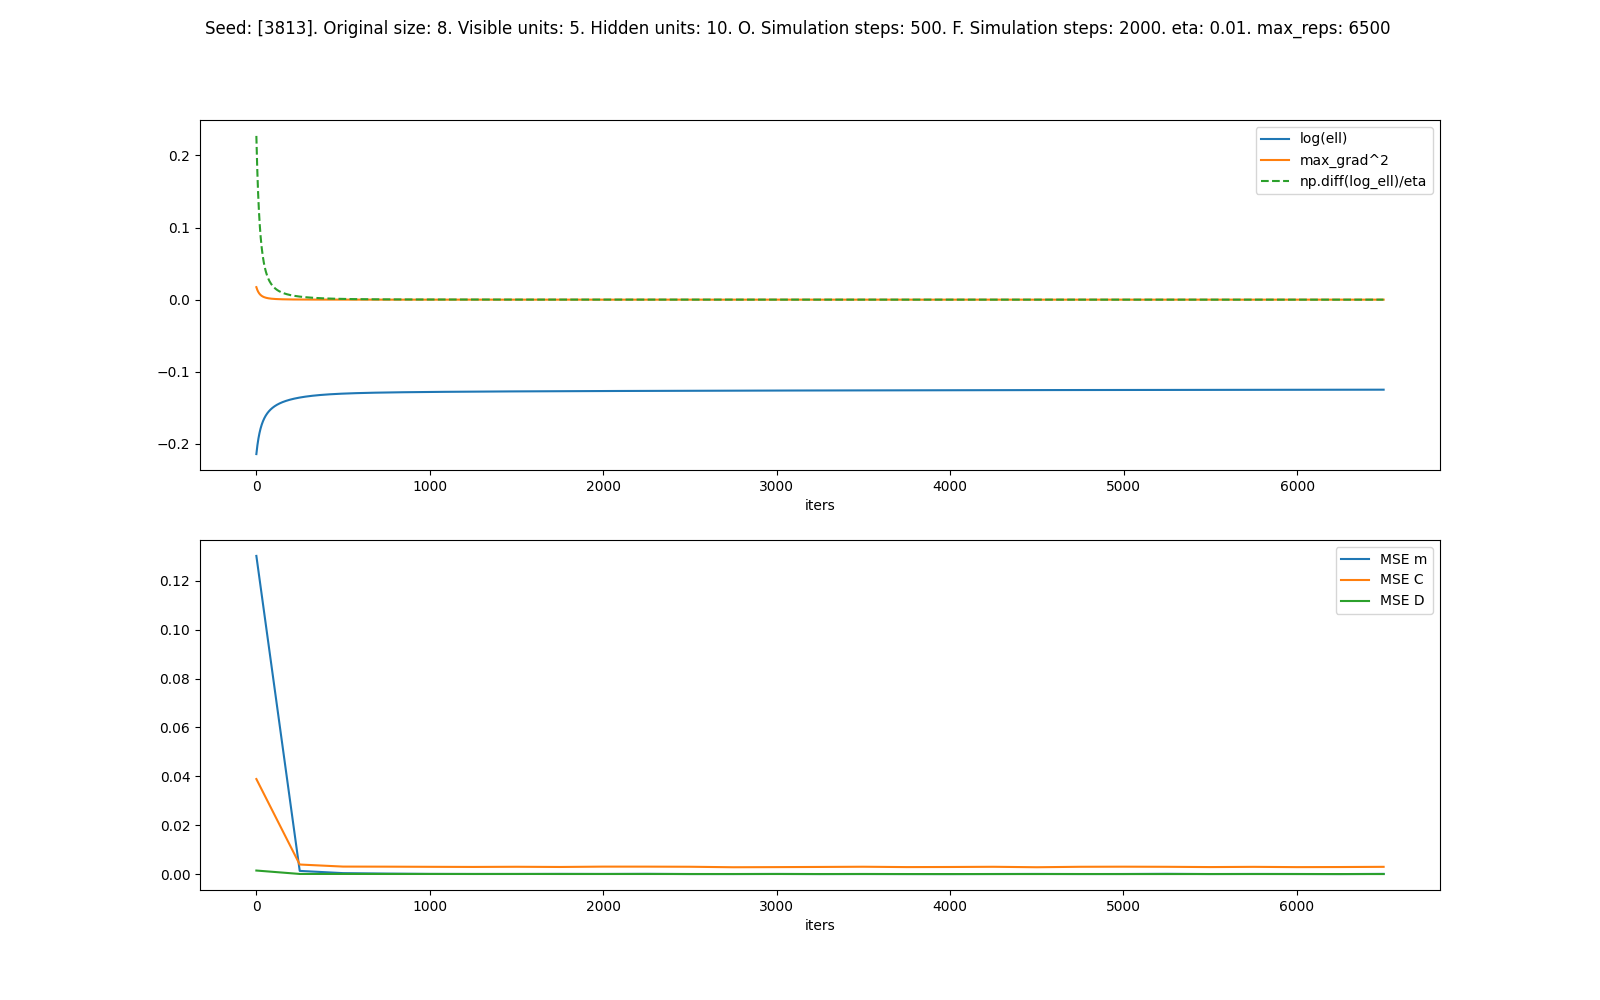 Seed: [3813]. Original size: 8. Visible units: 5. Hidden units: 10. O. Simulation steps: 500. F. Simulation steps: 2000. eta: 0.01. max_reps: 6500
log(ell)
max_grad^2
np.diff(log_ell)/eta
0.2
0.1
0.0
−0.1
−0.2
0 1000 2000 3000 4000 5000 6000
iters
MSE m
MSE C
MSE D
0.12
0.10
0.08
0.06
0.04
0.02
0.00
0 1000 2000 3000 4000 5000 6000
iters